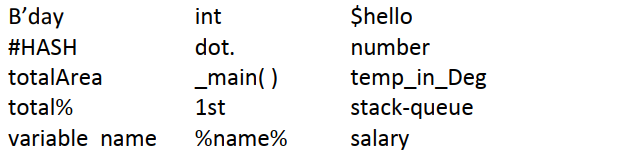 B’day int $hello
#HASH dot. number
totalArea _main( ) temp_in_Deg
total% 1st stack-queue
variable name %name% salary